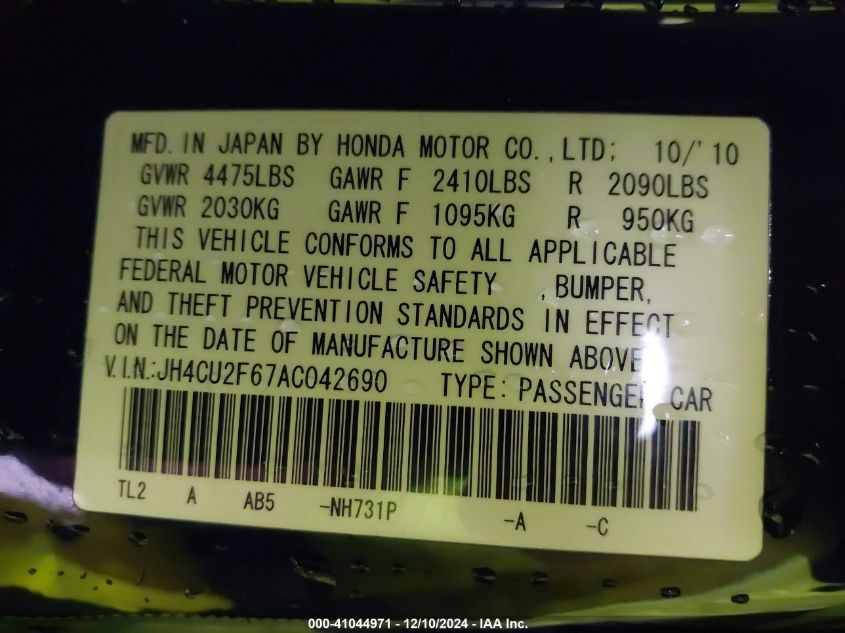 MFD. IN JAPAN BY HONDA MOTOR CO.,LTD; 10/'10
GVWR 4475LBS GAWR F 2410LBS R 2090LBS
GVWR 2030KG GAWR F 1095KG R 950KG
THIS VEHICLE CONFORMS TO ALL APPLICABLE
FEDERAL MOTOR VEHICLE SAFETY ,BUMPER,
AND THEFT PREVENTION STANDARDS IN EFFECT
ON THE DATE OF MANUFACTURE SHOWN ABOVE
V.I.N.:JH4CU2F67AC042690 TYPE:PASSENGER CAR
TL2 A AB5 -NH731P -A -C
000-41044971 - 12/10/2024 - IAA Inc.